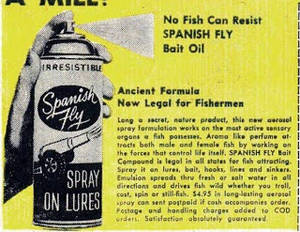 A MILE!
No Fish Can Resist
SPANISH FLY
Bait Oil
IRRESISTIBLE
Spanish
Fly
SPRAY
ON LURES
Ancient Formula
Now Legal for Fishermen
Long a secret, nature product, this new aerosol
spray formulation works on the most active sensory
organs a fish possesses. Aroma like perfume at-
tracts both male and female fish by working on
the forces that control life itself. SPANISH FLY Bait
Compound is legal in all states for fish attracting.
Spray it on lures, bait, hooks, lines and sinkers.
Emulsion spreads thru fresh or salt water in all
directions and drives fish wild whether you troll,
cast, spin or still-fish. $4.95 in long-lasting aerosol
spray can sent postpaid if cash accompanies order.
Postage and handling charges added to COD
orders. Satisfaction absolutely guaranteed.